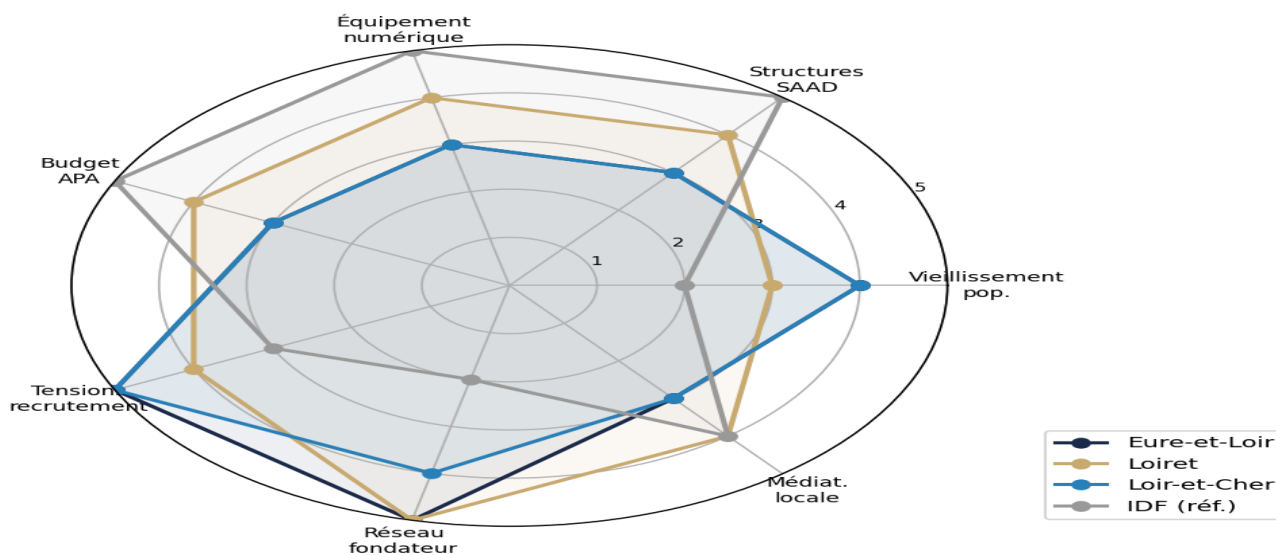 Équipement
numérique
Structures
SAAD
Budget
APA
5
4
3
2
1
Vieillissement
pop.
Tension
recrutement
Médiat.
locale
Réseau
fondateur
Eure-et-Loir
Loiret
Loir-et-Cher
IDF (réf.)